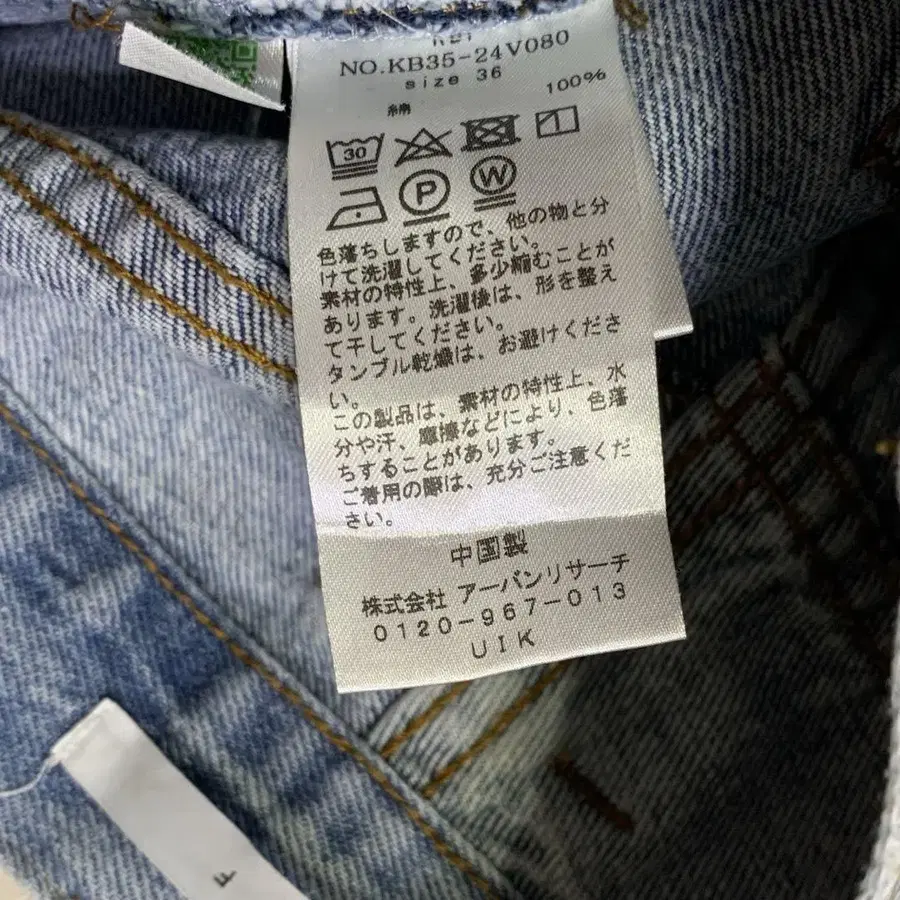 NO.KB35-24V080
size 36
綿 100%
30
P
W
色落ちしますので、他の物と分
けて洗濯してください。
素材の特性上、多少縮むことが
あります。洗濯後は、形を整え
て干してください。
タンブル乾燥は、お避けくださ
い。
この製品は、素材の特性上、水
分や汗、摩擦などにより、色落
ちすることがあります。
ご着用の際は、充分ご注意くだ
さい。
中国製
株式会社 アーバンリサーチ
0120-967-013
UIK
F